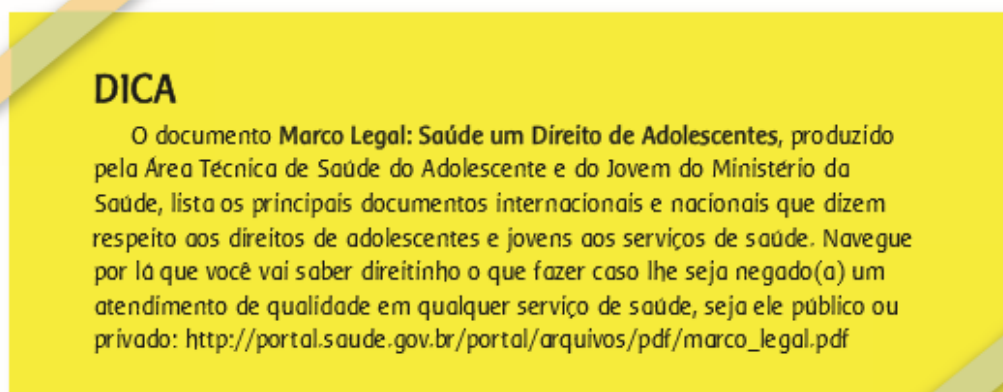 DICA
O documento Marco Legal: Saúde um Direito de Adolescentes, produzido
pela Área Técnica de Saúde do Adolescente e do Jovem do Ministério da
Saúde, lista os principais documentos internacionais e nacionais que dizem
respeito aos direitos de adolescentes e jovens aos serviços de saúde. Navegue
por lá que você vai saber direitinho o que fazer caso lhe seja negado(a) um
atendimento de qualidade em qualquer serviço de saúde, seja ele público ou
privado: http://portal.saude.gov.br/portal/arquivos/pdf/marco_legal.pdf